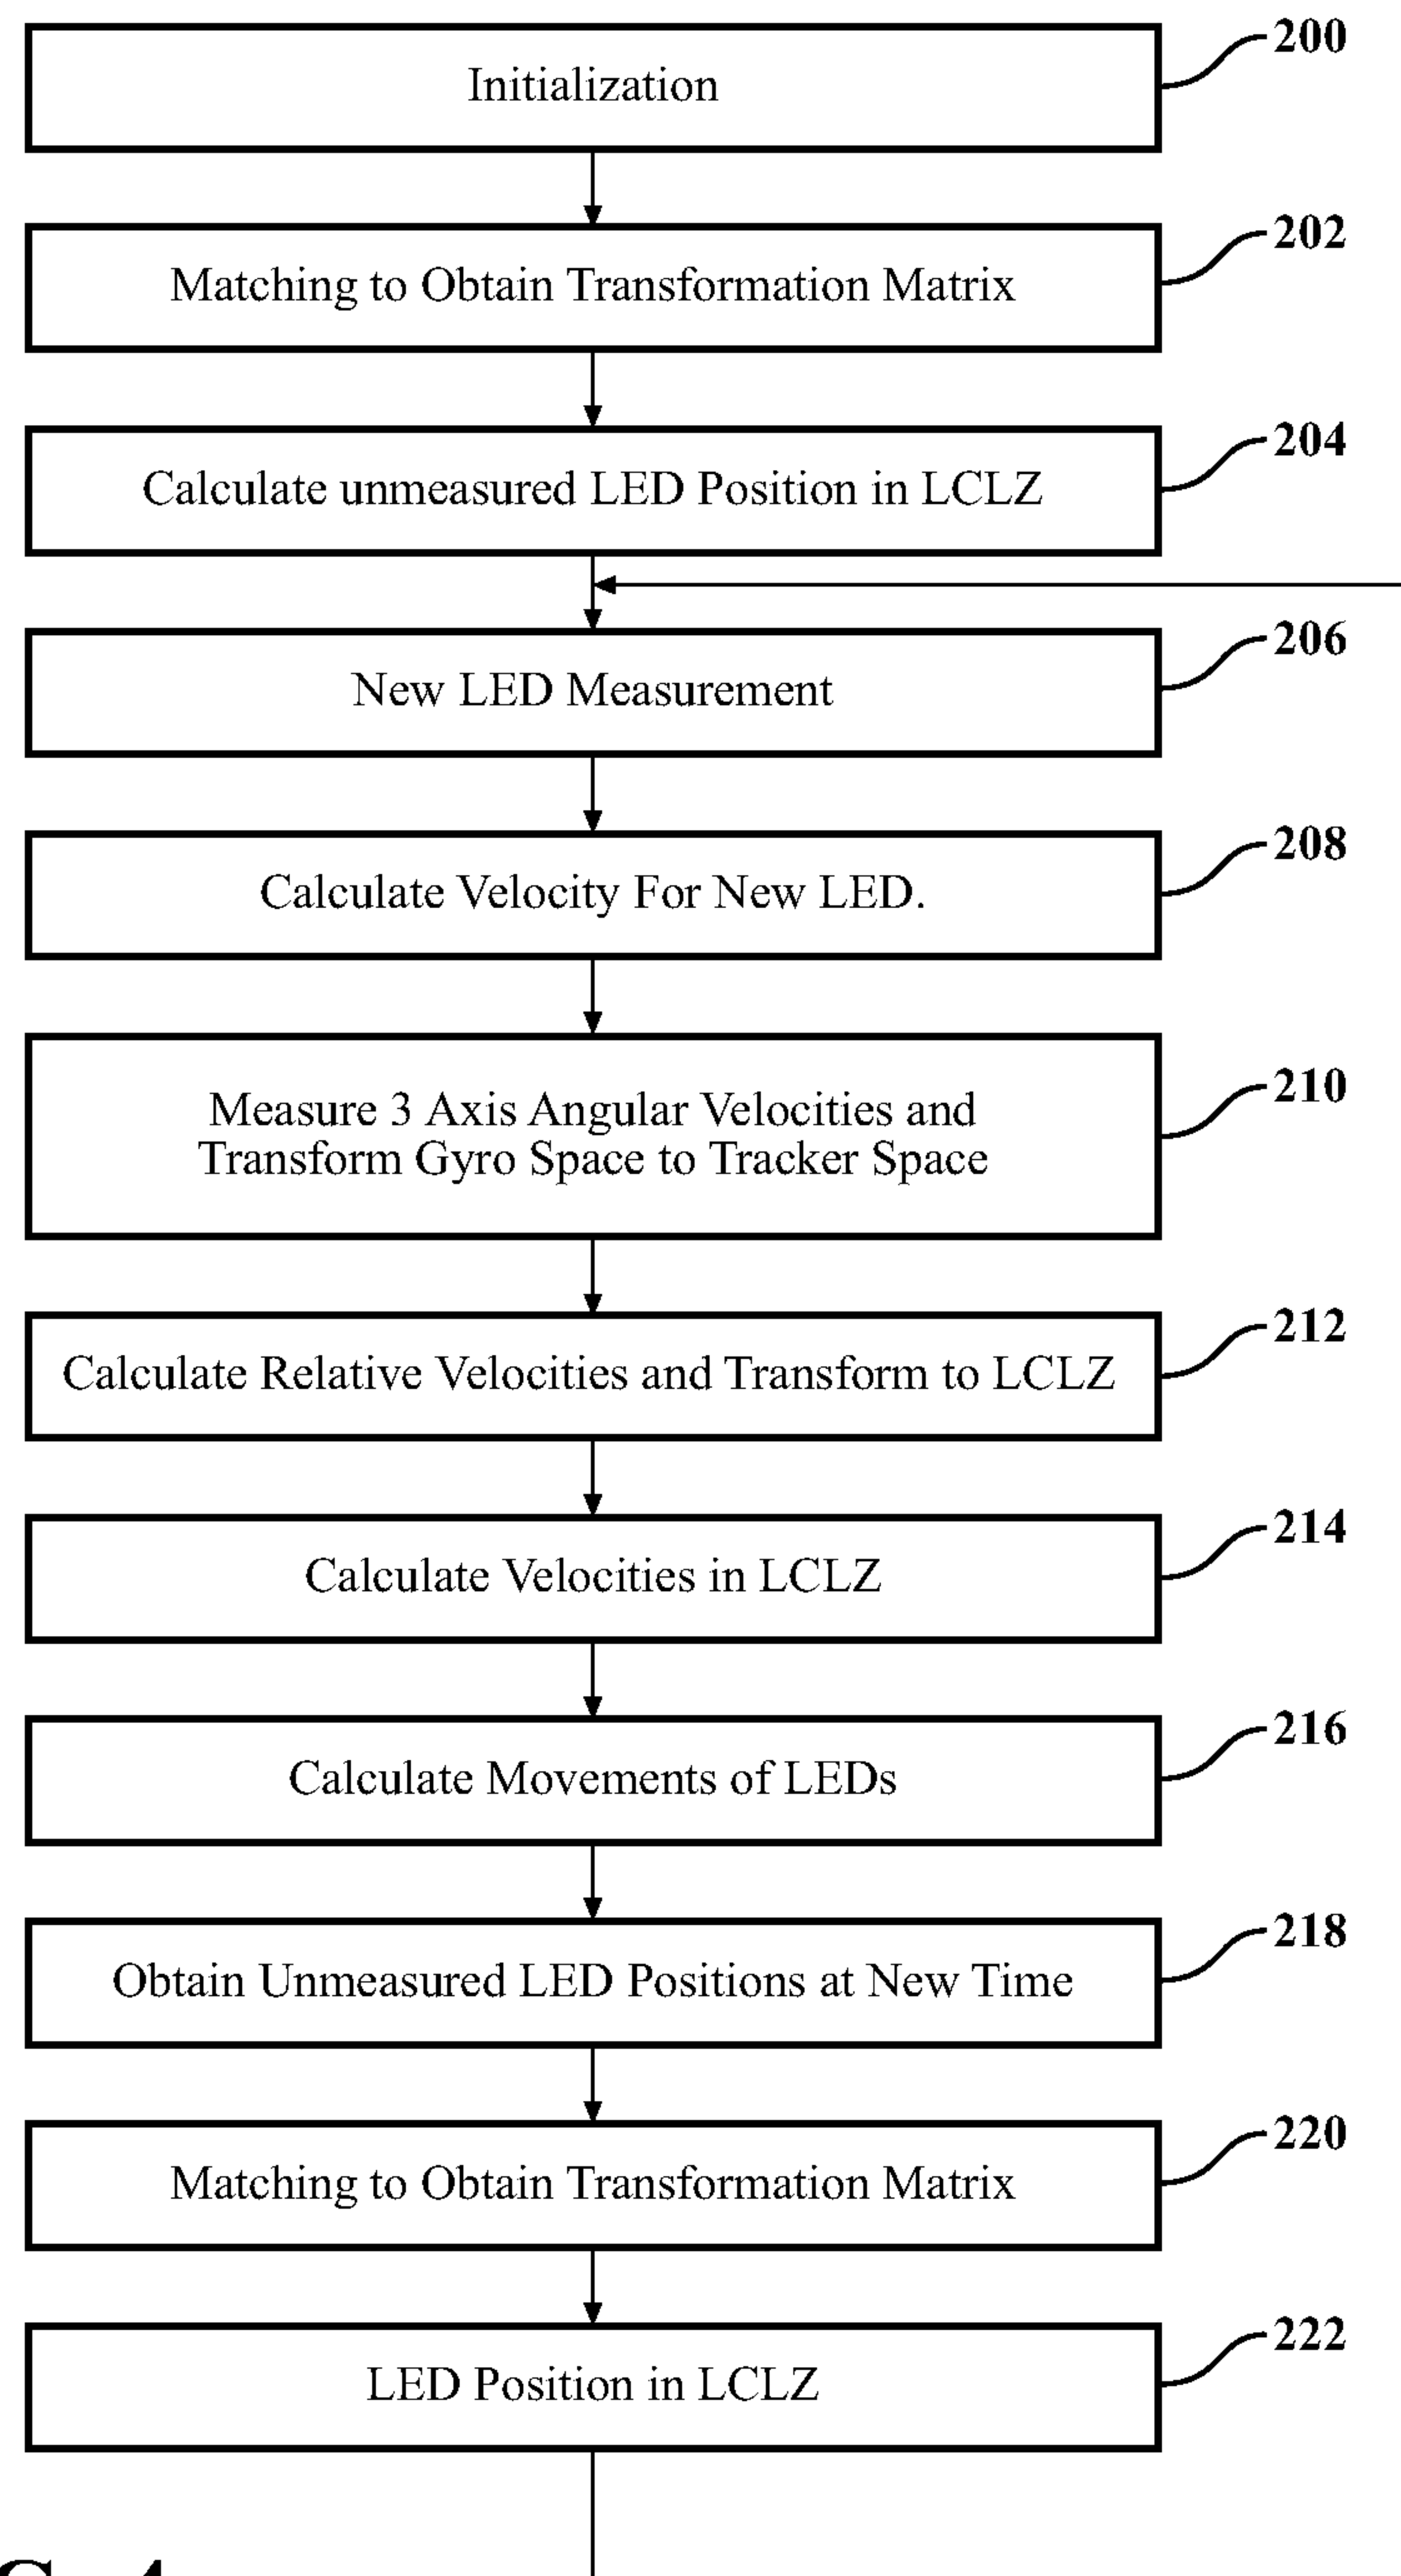 Initialization
200
Matching to Obtain Transformation Matrix
202
Calculate unmeasured LED Position in LCLZ
204
New LED Measurement
206
Calculate Velocity For New LED.
208
Measure 3 Axis Angular Velocities and
Transform Gyro Space to Tracker Space
210
Calculate Relative Velocities and Transform to LCLZ
212
Calculate Velocities in LCLZ
214
Calculate Movements of LEDs
216
Obtain Unmeasured LED Positions at New Time
218
Matching to Obtain Transformation Matrix
220
LED Position in LCLZ
222